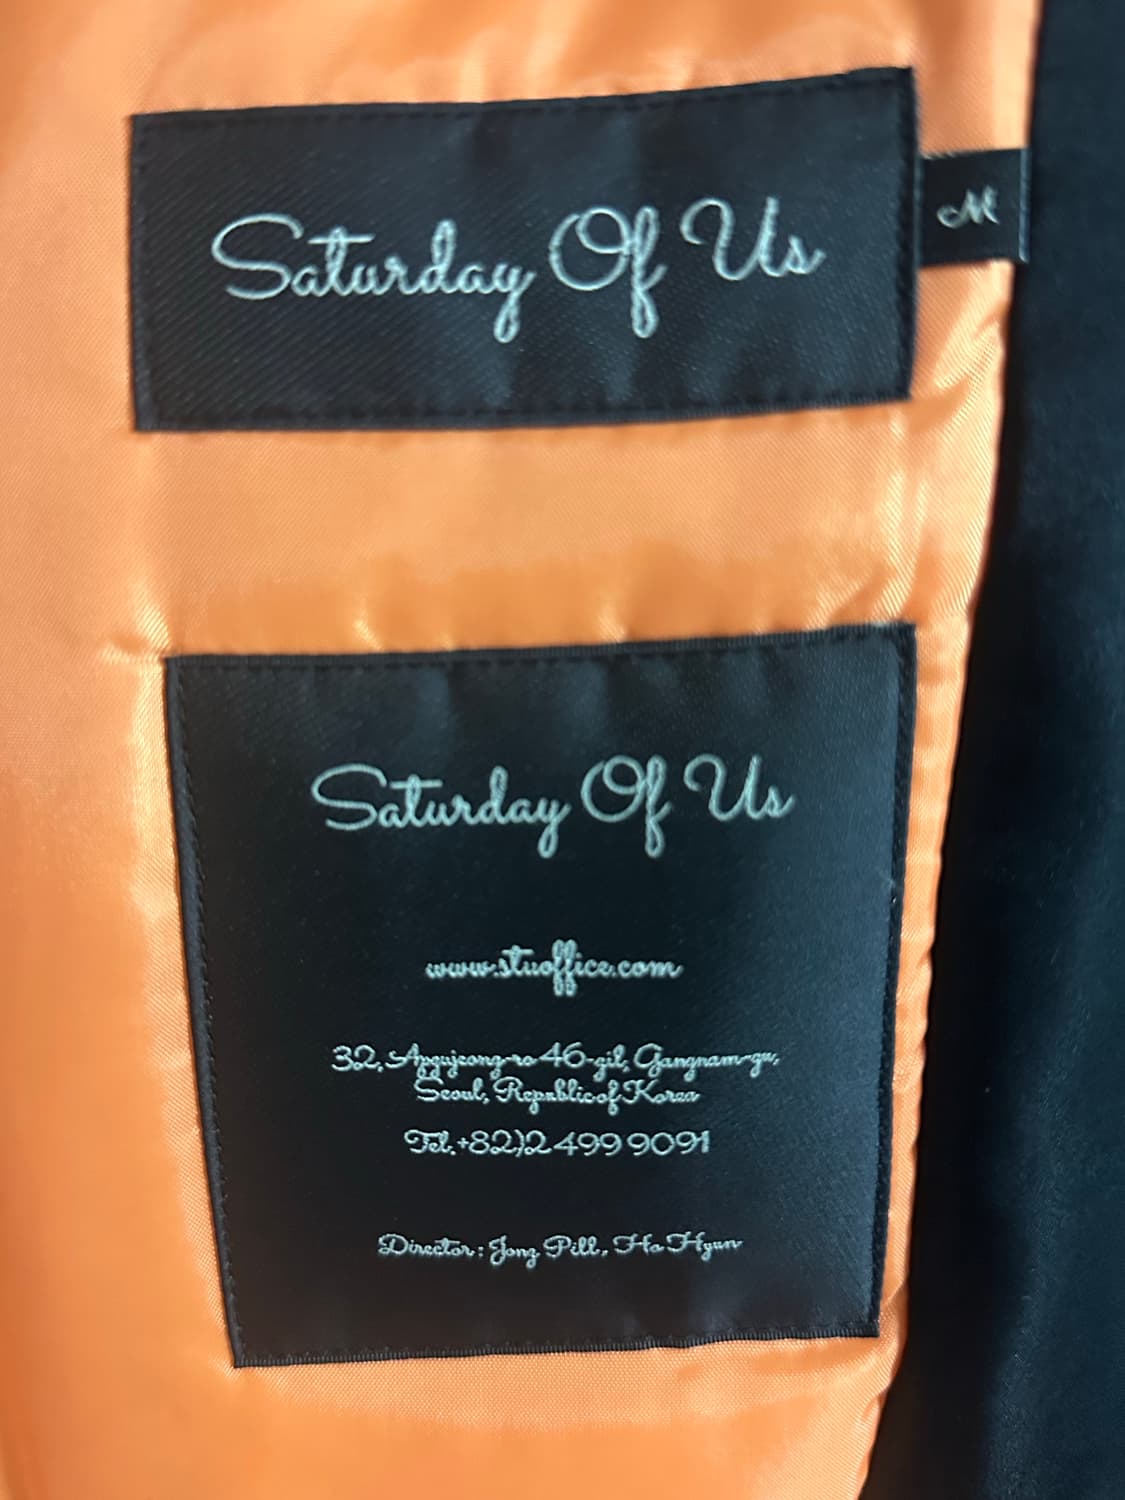 Saturday Of Us
M
Saturday Of Us
www.stuoffice.com
32, Apgujeong-ro 46-gil, Gangnam-gu,
Seoul, Republic of Korea
Tel. +82)2 499 9091
Director : Jong Pill, Ha Hyun